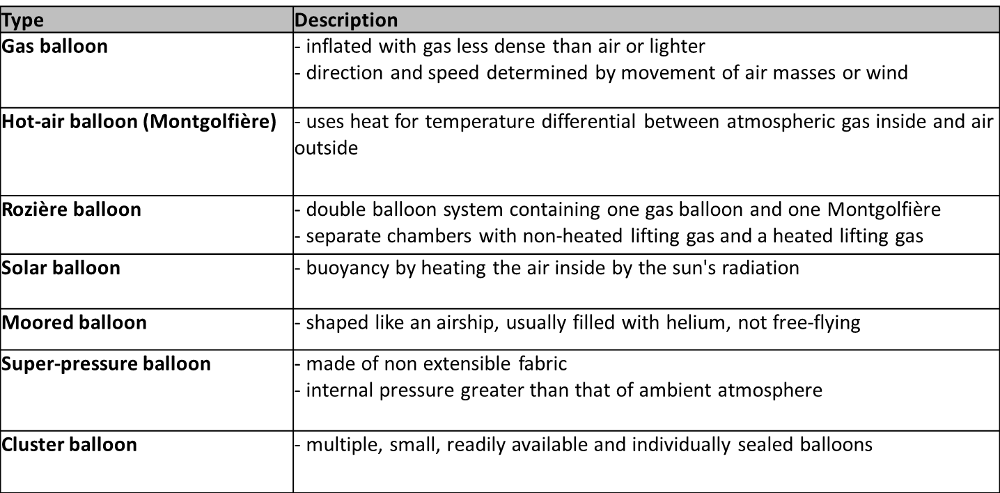 Type Description
Gas balloon - inflated with gas less dense than air or lighter
- direction and speed determined by movement of air masses or wind
Hot-air balloon (Montgolfière) - uses heat for temperature differential between atmospheric gas inside and air
outside
Rozière balloon - double balloon system containing one gas balloon and one Montgolfière
- separate chambers with non-heated lifting gas and a heated lifting gas
Solar balloon - buoyancy by heating the air inside by the sun's radiation
Moored balloon - shaped like an airship, usually filled with helium, not free-flying
Super-pressure balloon - made of non extensible fabric
- internal pressure greater than that of ambient atmosphere
Cluster balloon - multiple, small, readily available and individually sealed balloons